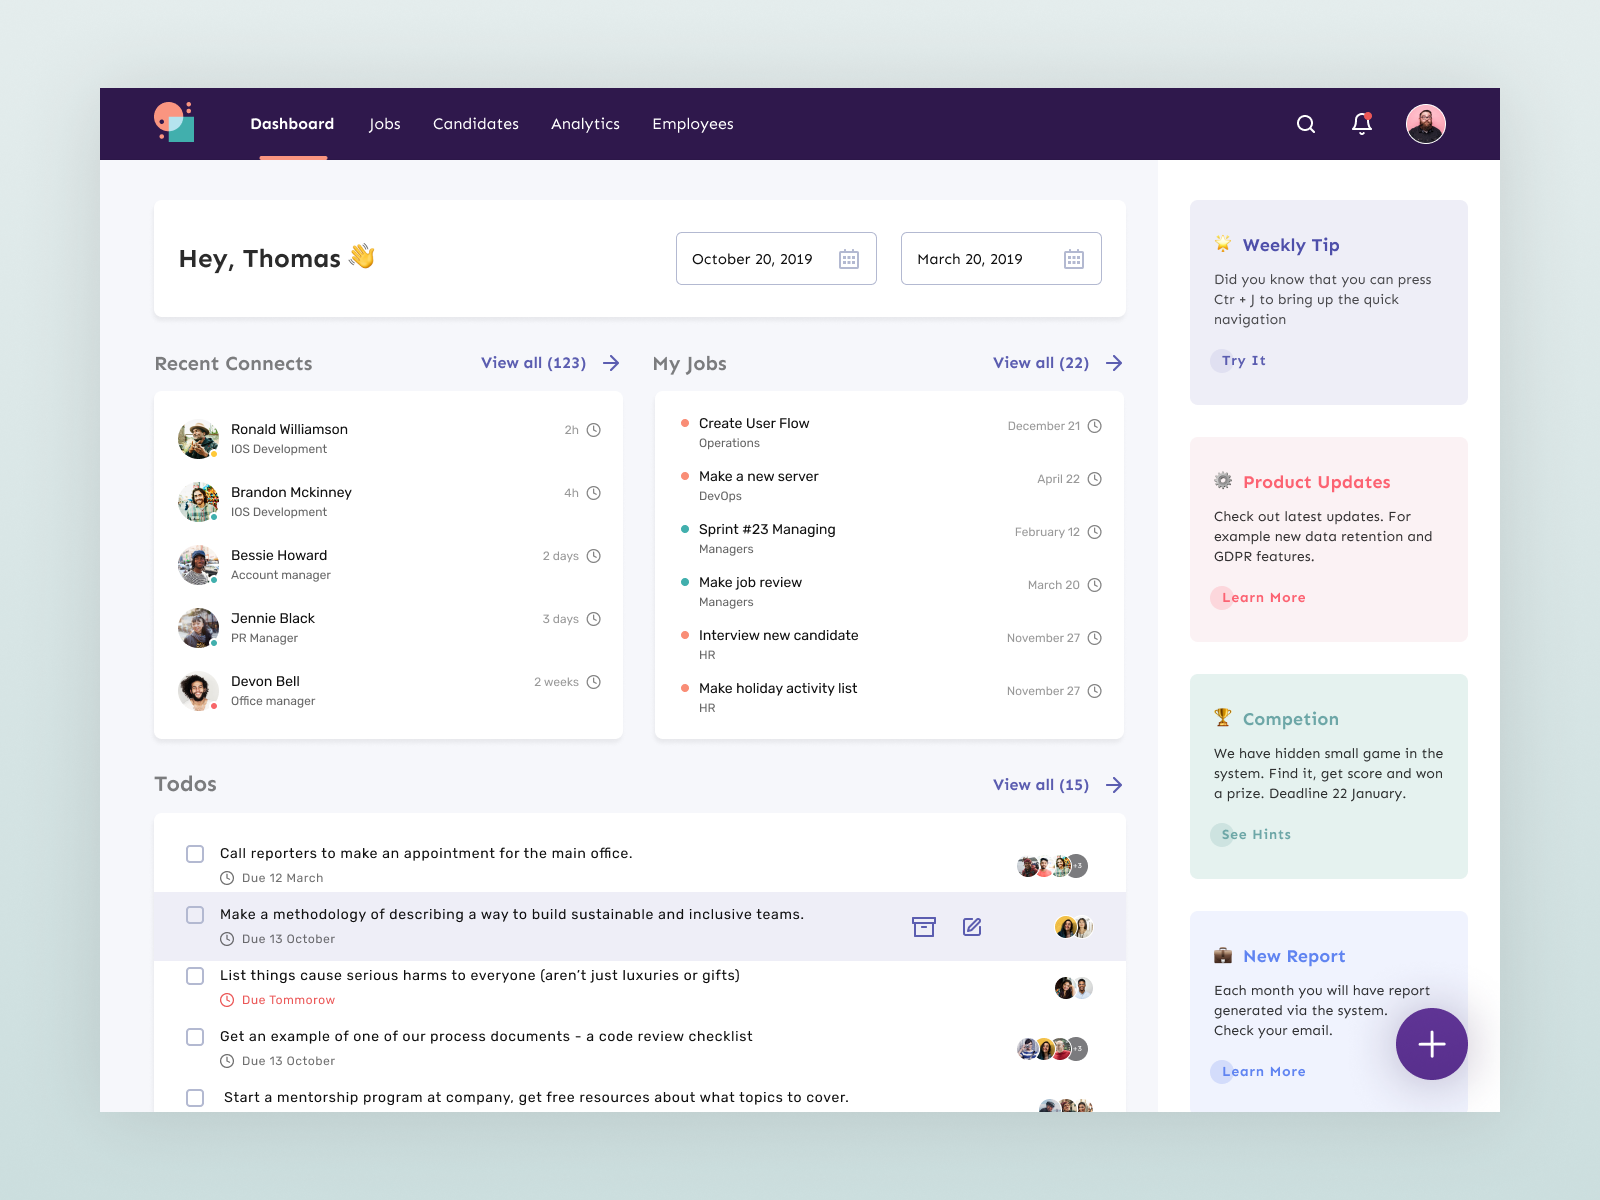 Dashboard
Jobs
Candidates
Analytics
Employees
Hey, Thomas 👋
October 20, 2019
March 20, 2019
Recent Connects
View all (123)
Ronald Williamson
IOS Development
2h
Brandon Mckinney
IOS Development
4h
Bessie Howard
Account manager
2 days
Jennie Black
PR Manager
3 days
Devon Bell
Office manager
2 weeks
My Jobs
View all (22)
Create User Flow
Operations
December 21
Make a new server
DevOps
April 22
Sprint #23 Managing
Managers
February 12
Make job review
Managers
March 20
Interview new candidate
HR
November 27
Make holiday activity list
HR
November 27
Todos
View all (15)
Call reporters to make an appointment for the main office.
Due 12 March
+3
Make a methodology of describing a way to build sustainable and inclusive teams.
Due 13 October
List things cause serious harms to everyone (aren’t just luxuries or gifts)
Due Tommorow
Get an example of one of our process documents - a code review checklist
Due 13 October
+3
Start a mentorship program at company, get free resources about what topics to cover.
Weekly Tip
Did you know that you can press
Ctr + J to bring up the quick
navigation
Try It
Product Updates
Check out latest updates. For
example new data retention and
GDPR features.
Learn More
Competion
We have hidden small game in the
system. Find it, get score and won
a prize. Deadline 22 January.
See Hints
New Report
Each month you will have report
generated via the system.
Check your email.
Learn More